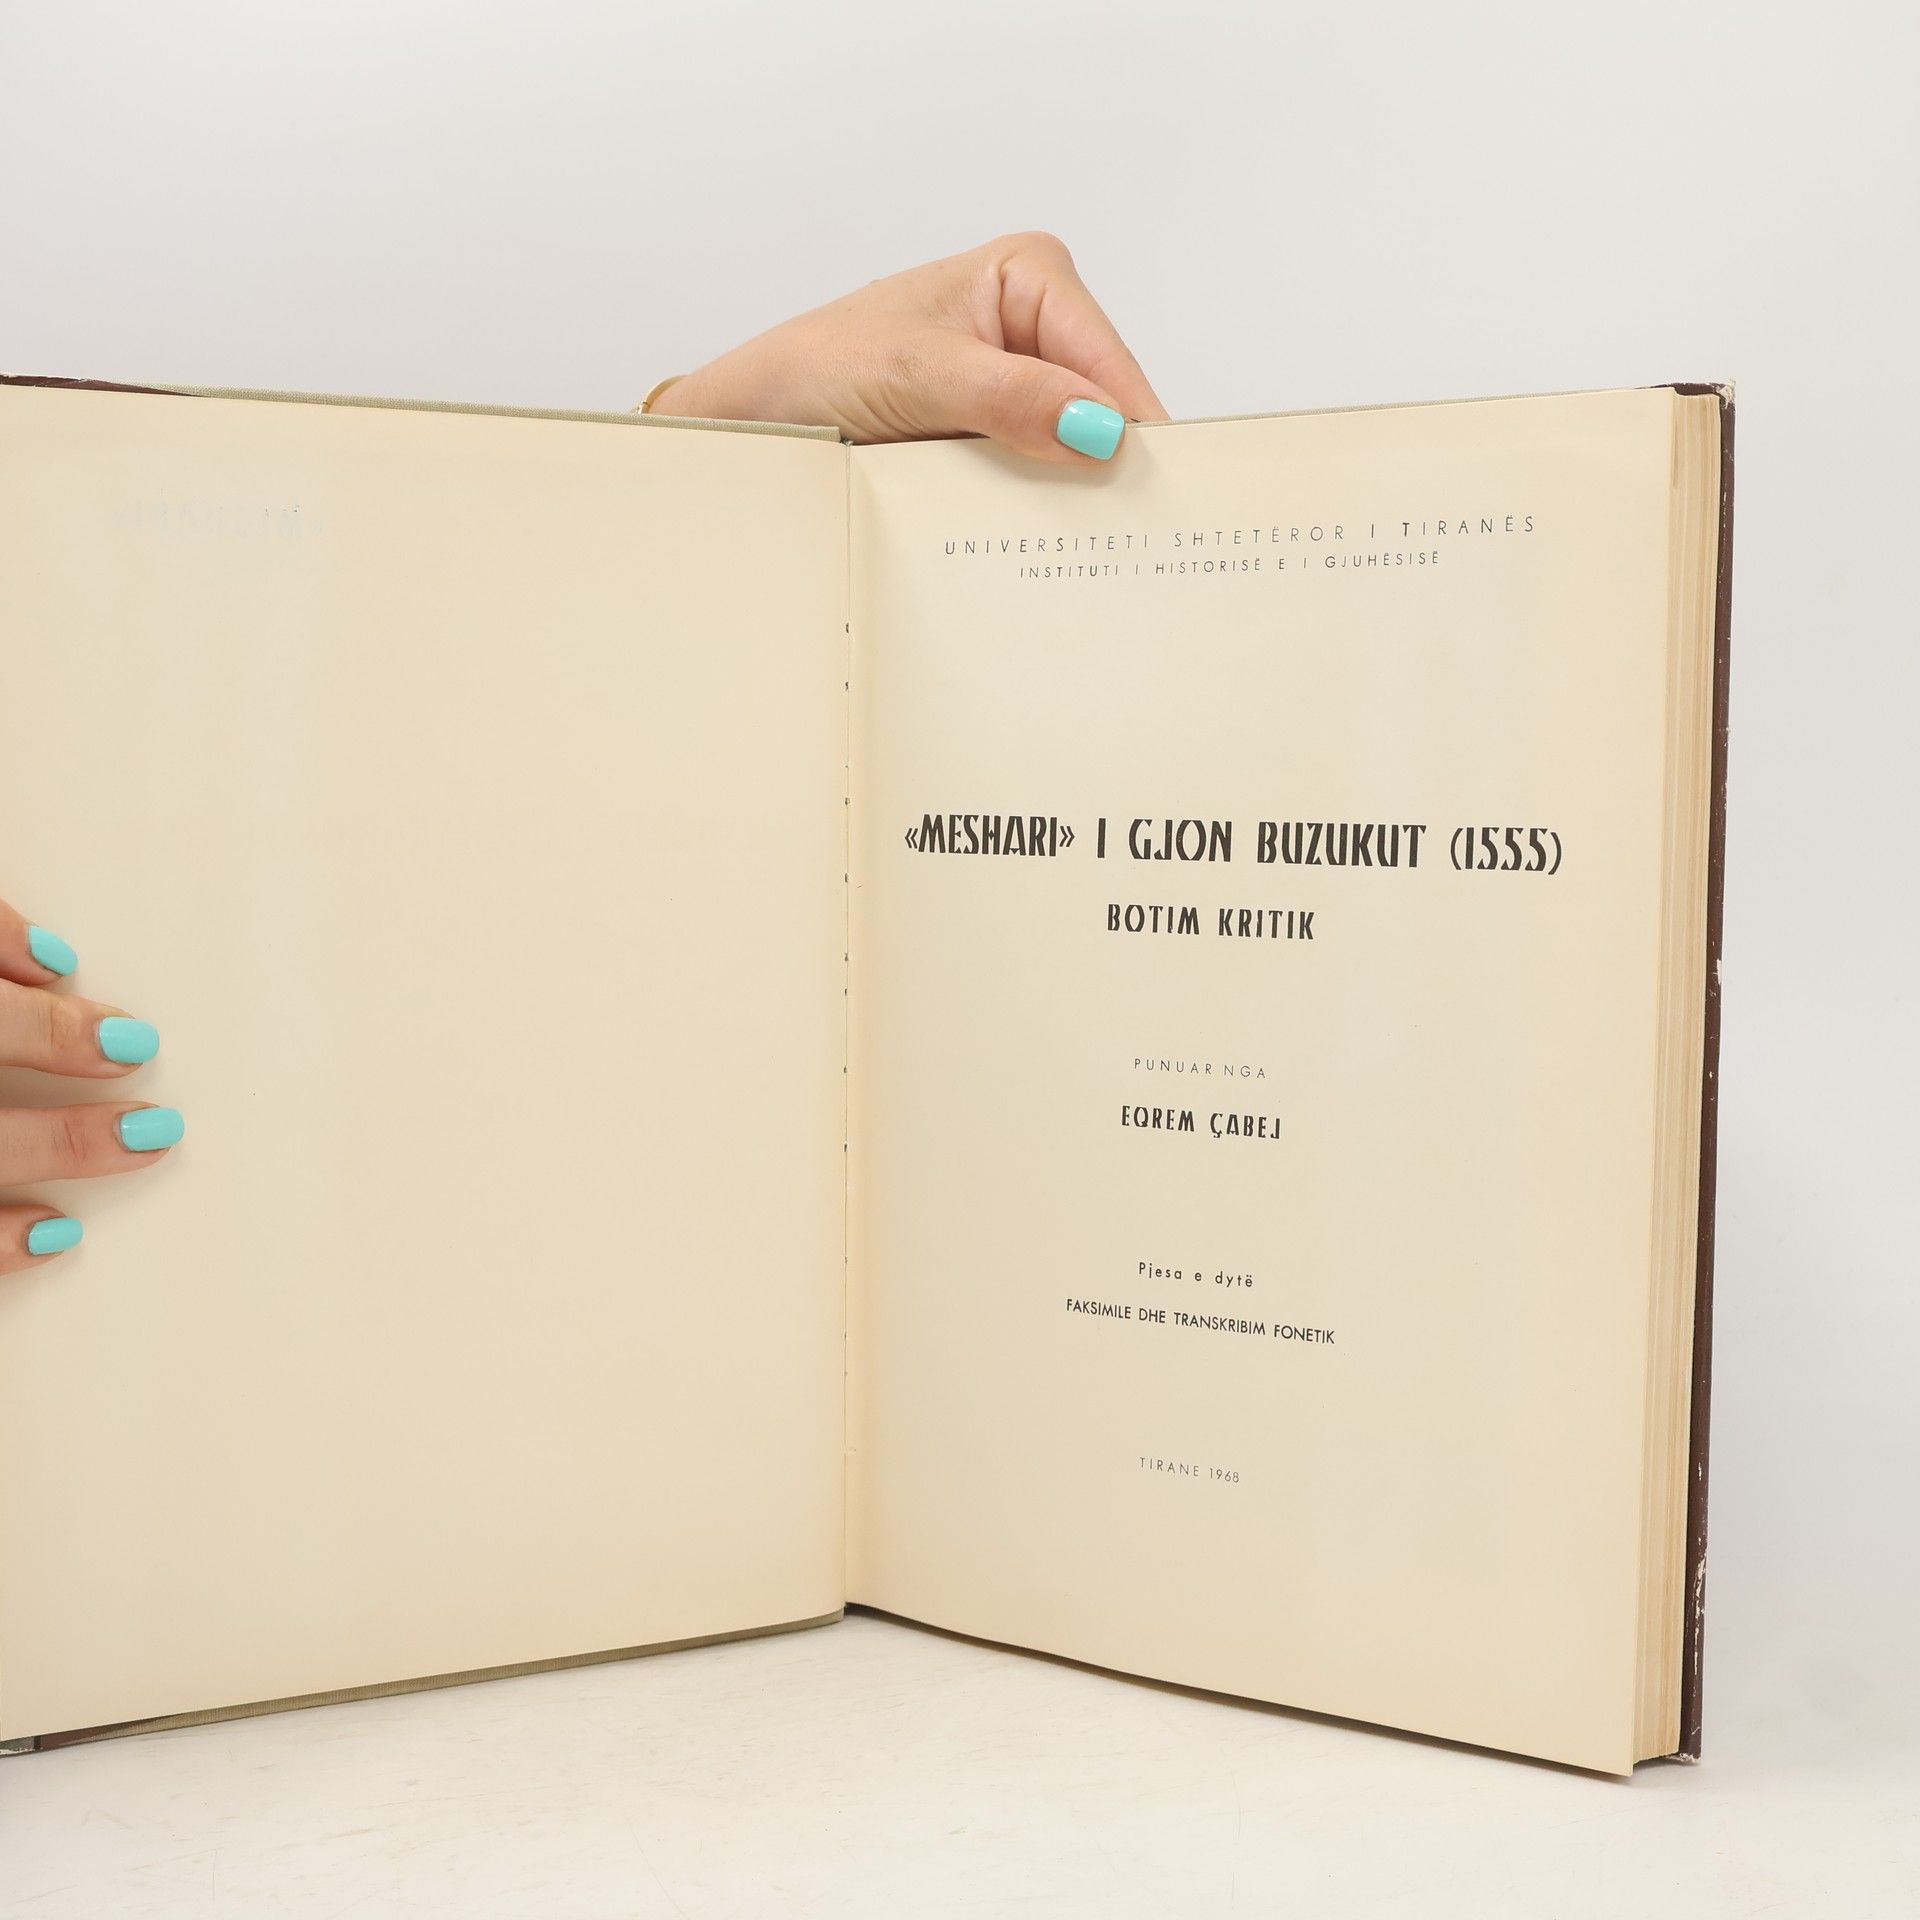 UNIVERSITETI SHTETËROR I TIRANËS
INSTITUTI I HISTORISË E I GJUHËSISË
«MESHARI» I GJON BUZUKUT (1555)
BOTIM KRITIK
PUNUAR NGA
EQREM ÇABEJ
Pjesa e dytë
FAKSIMILE DHE TRANSKRIBIM FONETIK
TIRANE 1968